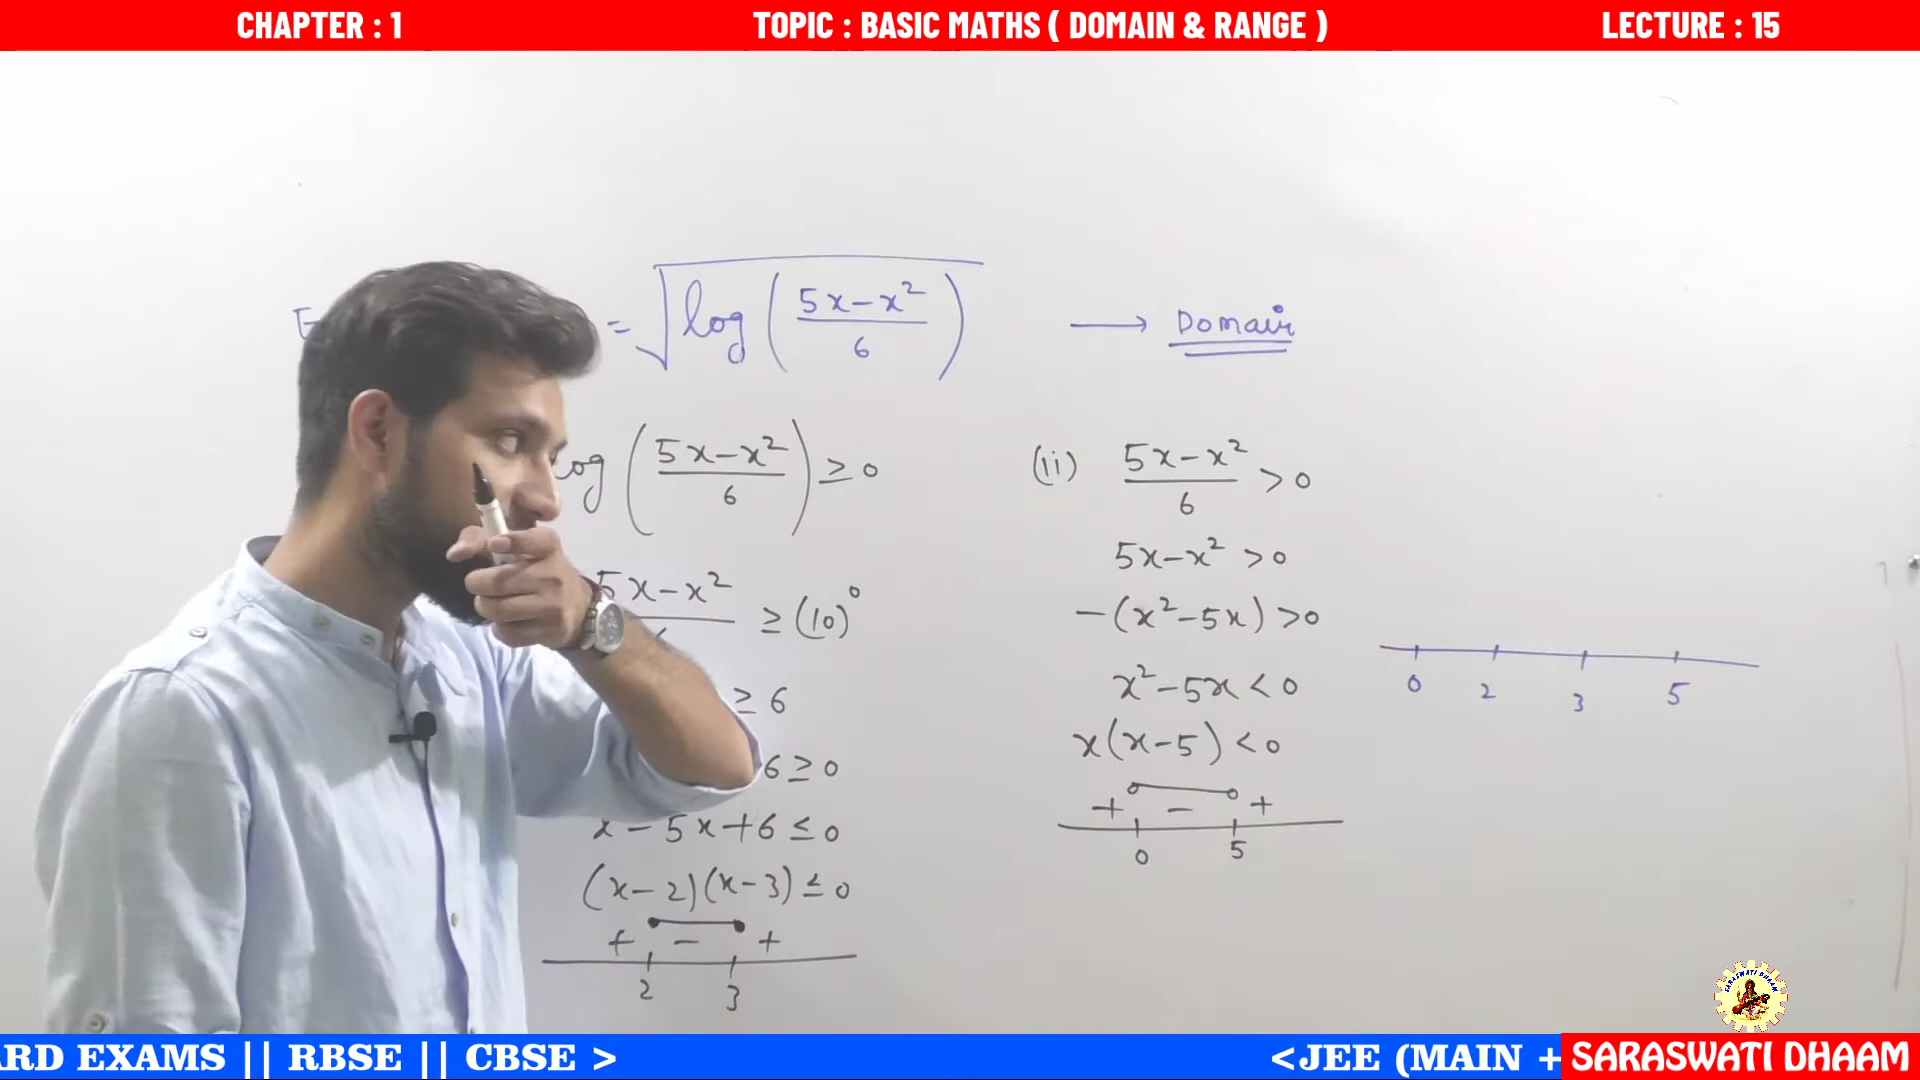 CHAPTER : 1 TOPIC : BASIC MATHS ( DOMAIN & RANGE ) LECTURE : 15
= √log(5x-x²/6) → Domain
log(5x-x²/6) ≥ 0
5x-x² ≥ (10)⁰
≥ 6
6 ≥ 0
x - 5x+6 ≤ 0
(x-2)(x-3) ≤ 0
+ - +
2 3
(ii) 5x-x²/6 > 0
5x-x² > 0
-(x²-5x) > 0
x²-5x < 0
x(x-5) < 0
+ - +
0 5
0 2 3 5
SARASWATI DHAAM
ARD EXAMS || RBSE || CBSE > <JEE (MAIN + SARASWATI DHAAM